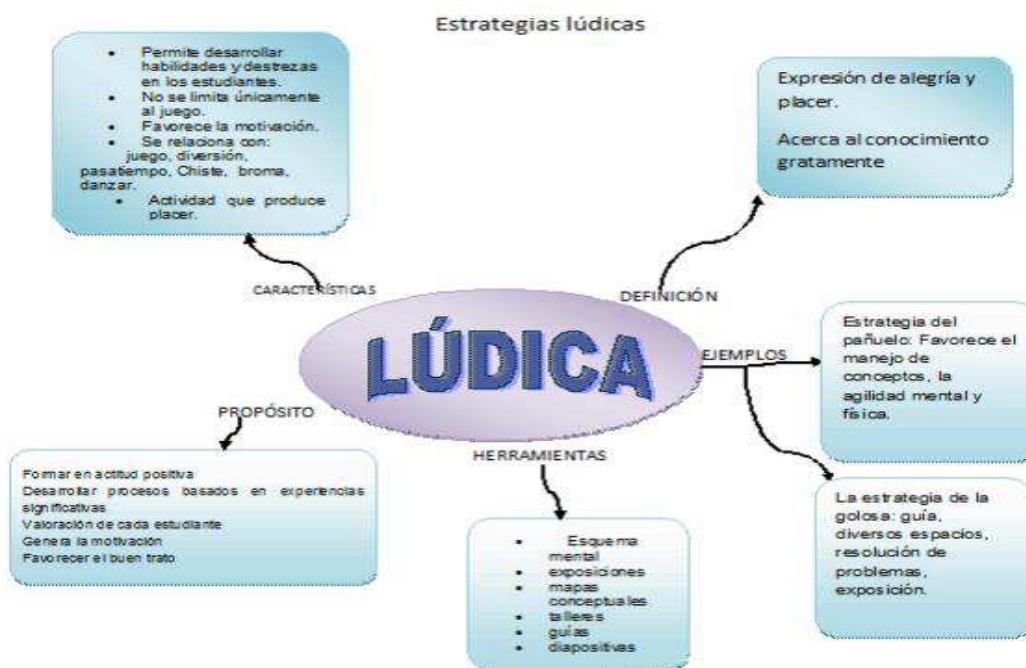 Estrategias lúdicas
• Permite desarrollar
habilidades y destrezas
en los estudiantes.
• No se limita únicamente
al juego.
• Favorece la motivación.
• Se relaciona con:
juego, diversión,
pasatiempo, Chiste, broma,
danzar.
• Actividad que produce
placer.
Expresión de alegría y
placer.
Acerca al conocimiento
gratamente
CARACTERÍSTICAS
DEFINICIÓN
LÚDICA
EJEMPLOS
Estrategia del
pañuelo: Favorece el
manejo de
conceptos, la
agilidad mental y
física.
PROPÓSITO
HERRAMIENTAS
Formar en actitud positiva
Desarrollar procesos basados en experiencias
significativas
Valoración de cada estudiante
Genera la motivación
Favorecer el buen trato
• Esquema
mental
• exposiciones
• mapas
conceptuales
• talleres
• guías
• diapositivas
La estrategia de la
golosa: guía,
diversos espacios,
resolución de
problemas,
exposición.